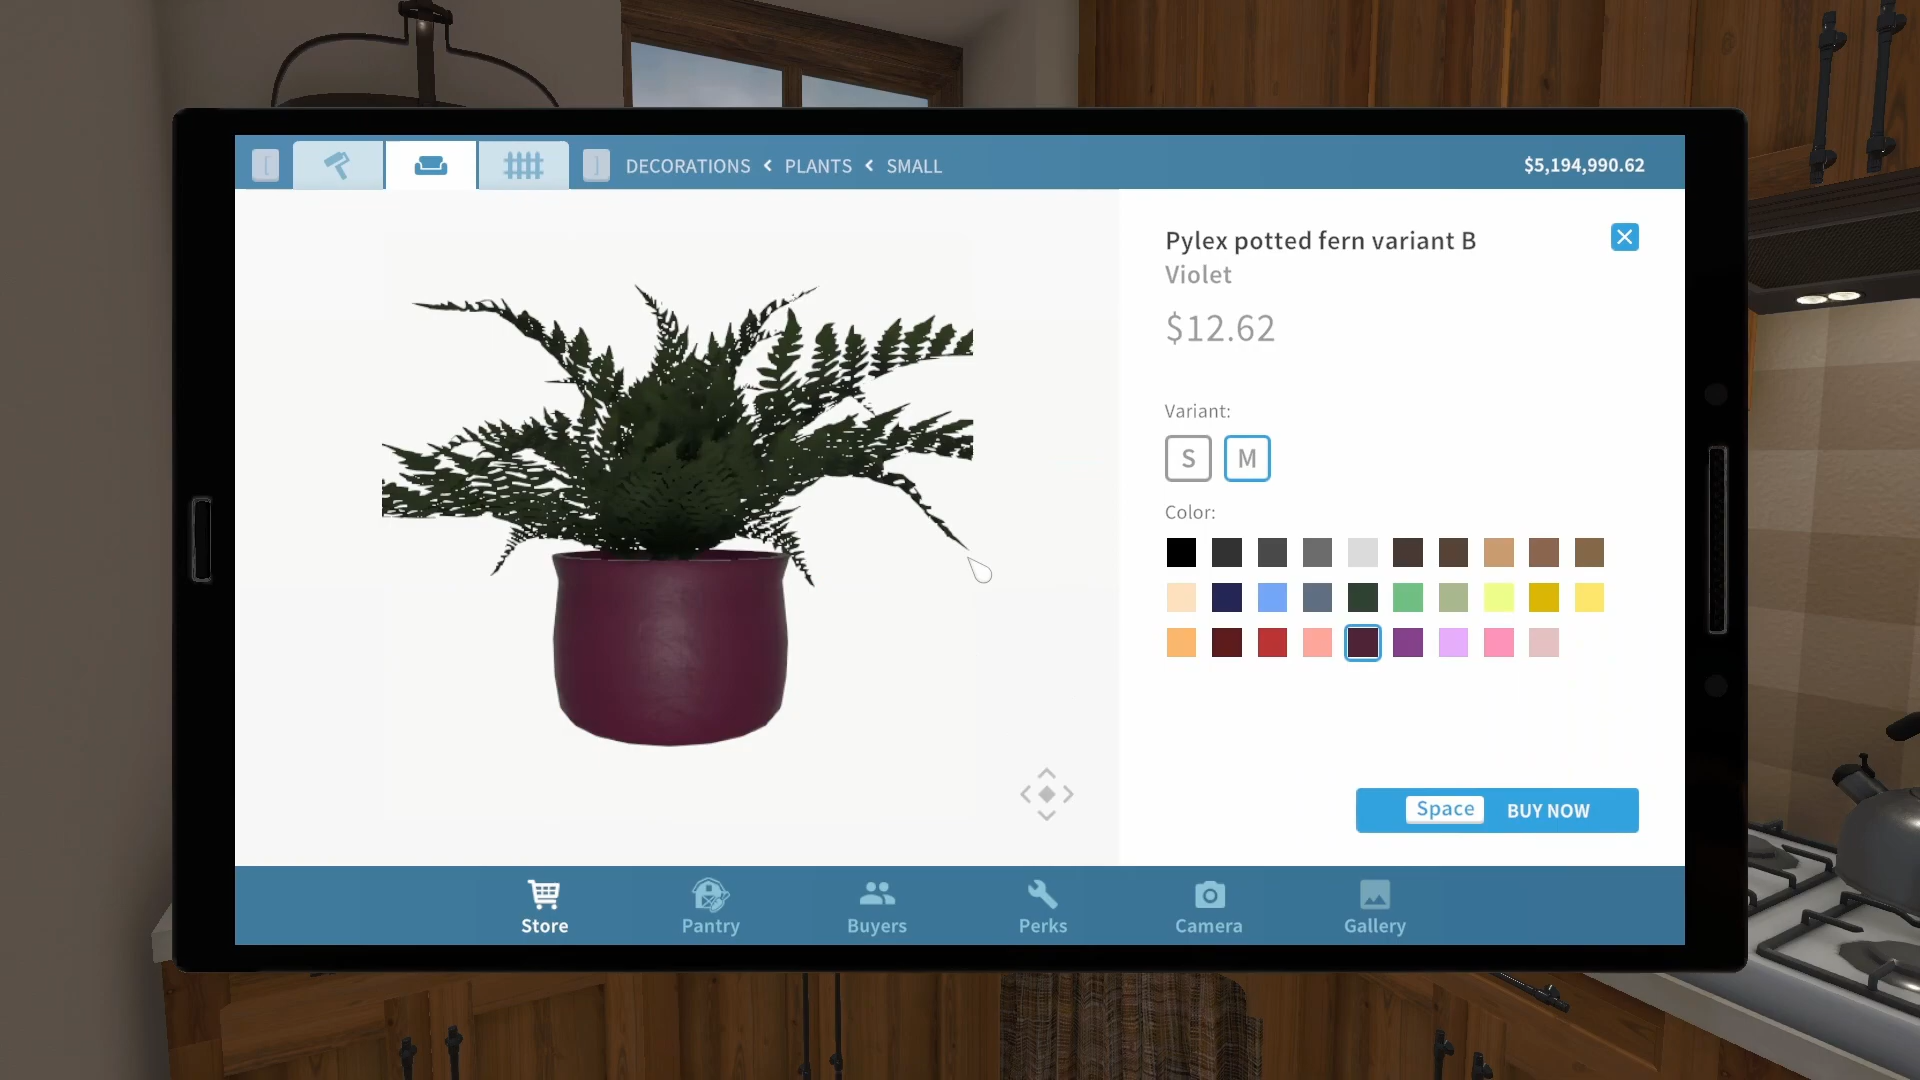 [
]
DECORATIONS < PLANTS < SMALL
$5,194,990.62
Pylex potted fern variant B
Violet
$12.62
Variant:
S M
Color:
Space BUY NOW
Store
Pantry
Buyers
Perks
Camera
Gallery